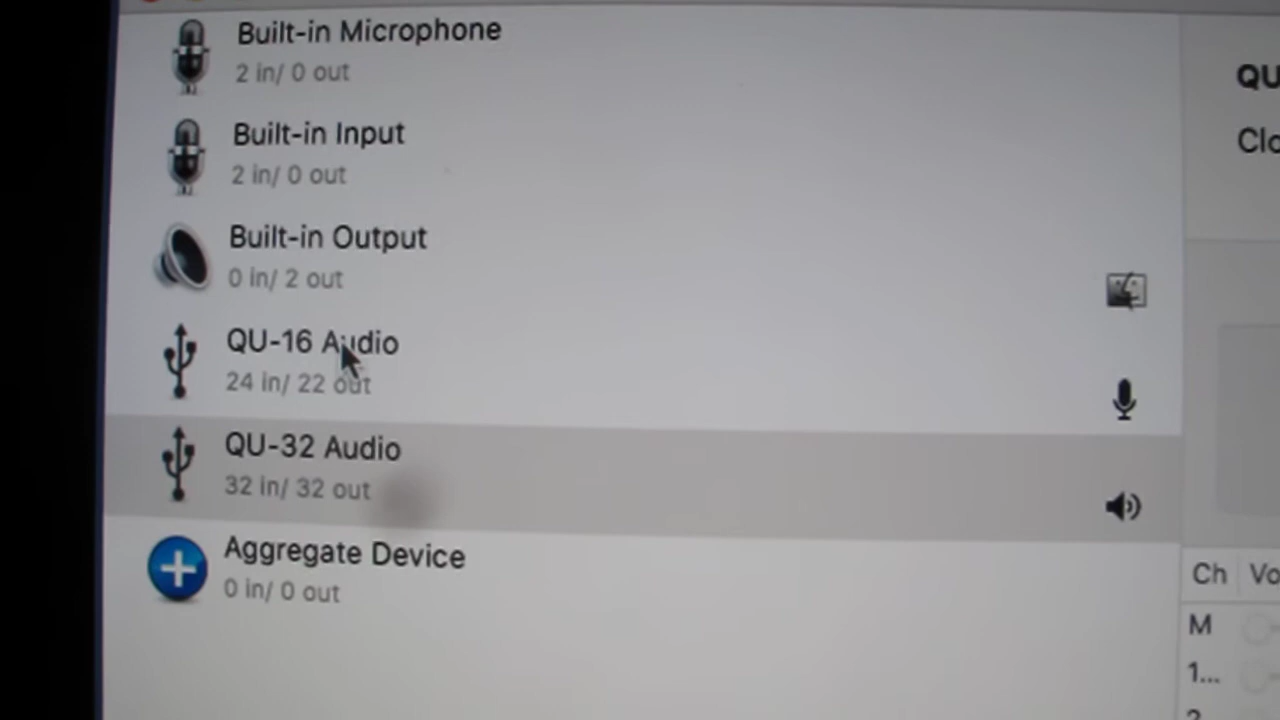 Built-in Microphone
2 in/ 0 out
Built-in Input
2 in/ 0 out
Built-in Output
0 in/ 2 out
QU-16 Audio
24 in/ 22 out
QU-32 Audio
32 in/ 32 out
Aggregate Device
0 in/ 0 out
QU
Clo
Ch Vo
M
1...
2